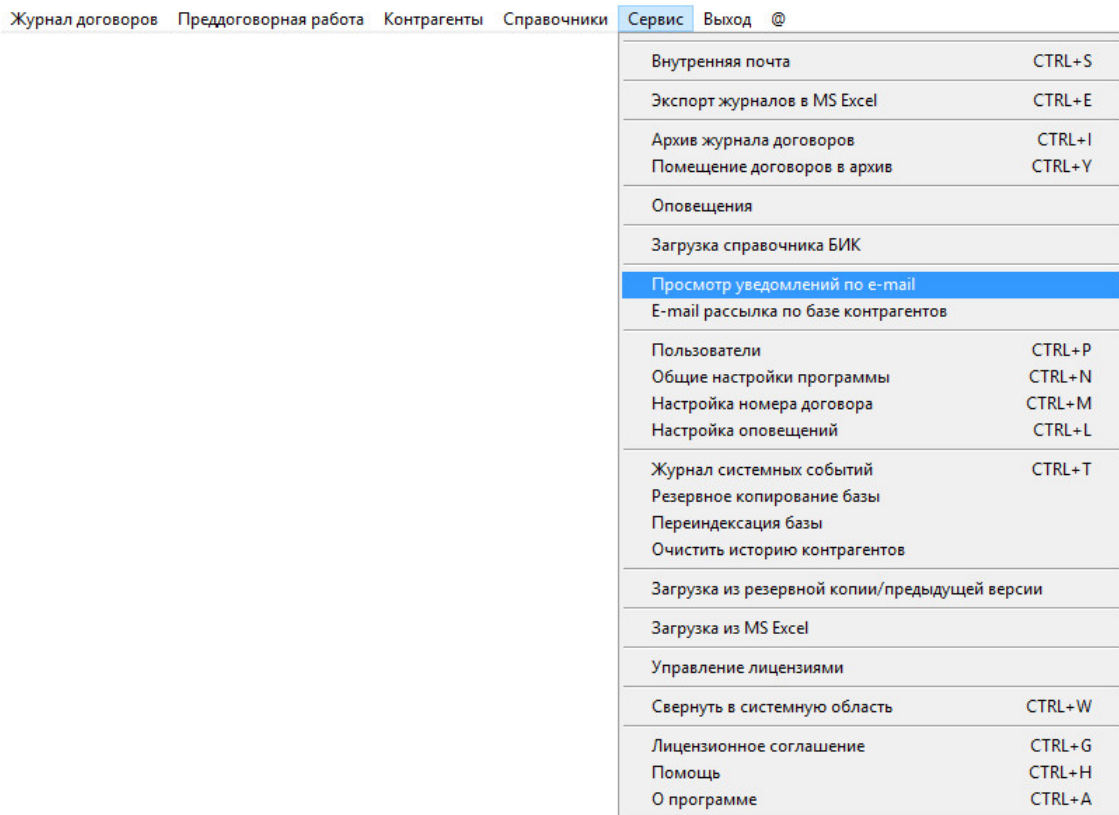 Журнал договоров Преддоговорная работа Контрагенты Справочники Сервис Выход @
Внутренняя почта CTRL+S
Экспорт журналов в MS Excel CTRL+E
Архив журнала договоров CTRL+I
Помещение договоров в архив CTRL+Y
Оповещения
Загрузка справочника БИК
Просмотр уведомлений по e-mail
E-mail рассылка по базе контрагентов
Пользователи CTRL+P
Общие настройки программы CTRL+N
Настройка номера договора CTRL+M
Настройка оповещений CTRL+L
Журнал системных событий CTRL+T
Резервное копирование базы
Переиндексация базы
Очистить историю контрагентов
Загрузка из резервной копии/предыдущей версии
Загрузка из MS Excel
Управление лицензиями
Свернуть в системную область CTRL+W
Лицензионное соглашение CTRL+G
Помощь CTRL+H
О программе CTRL+A